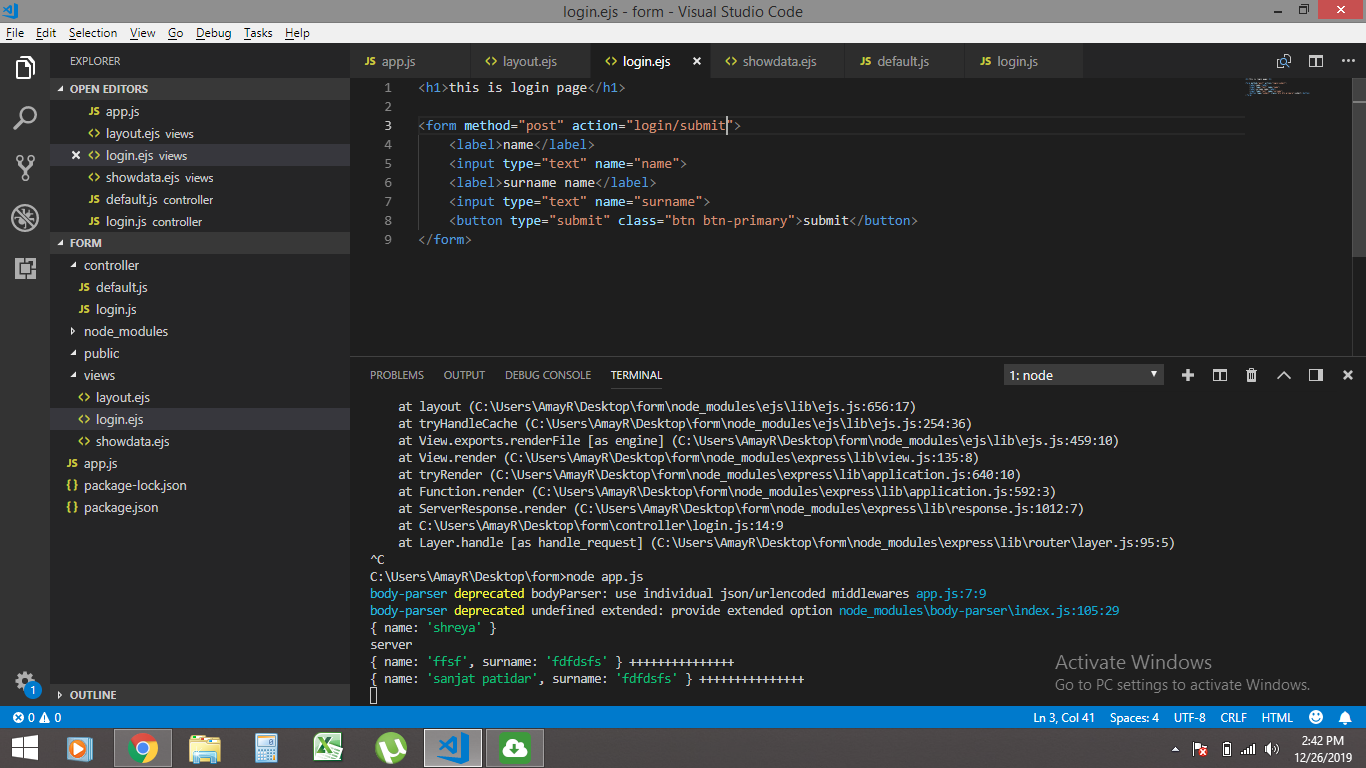 login.ejs - form - Visual Studio Code
File Edit Selection View Go Debug Tasks Help
EXPLORER
OPEN EDITORS
JS app.js
<> layout.ejs views
<> login.ejs views
<> showdata.ejs views
JS default.js controller
JS login.js controller
FORM
controller
JS default.js
JS login.js
node_modules
public
views
<> layout.ejs
<> login.ejs
<> showdata.ejs
JS app.js
{} package-lock.json
{} package.json
OUTLINE
1
JS app.js <> layout.ejs <> login.ejs <> showdata.ejs JS default.js JS login.js
1 <h1>this is login page</h1>
2
3 <form method="post" action="login/submit">
4 <label>name</label>
5 <input type="text" name="name">
6 <label>surname name</label>
7 <input type="text" name="surname">
8 <button type="submit" class="btn btn-primary">submit</button>
9 </form>
PROBLEMS OUTPUT DEBUG CONSOLE TERMINAL 1: node
at layout (C:\Users\AmayR\Desktop\form\node_modules\ejs\lib\ejs.js:656:17)
at tryHandleCache (C:\Users\AmayR\Desktop\form\node_modules\ejs\lib\ejs.js:254:36)
at View.exports.renderFile [as engine] (C:\Users\AmayR\Desktop\form\node_modules\ejs\lib\ejs.js:459:10)
at View.render (C:\Users\AmayR\Desktop\form\node_modules\express\lib\view.js:135:8)
at tryRender (C:\Users\AmayR\Desktop\form\node_modules\express\lib\application.js:640:10)
at Function.render (C:\Users\AmayR\Desktop\form\node_modules\express\lib\application.js:592:3)
at ServerResponse.render (C:\Users\AmayR\Desktop\form\node_modules\express\lib\response.js:1012:7)
at C:\Users\AmayR\Desktop\form\controller\login.js:14:9
at Layer.handle [as handle_request] (C:\Users\AmayR\Desktop\form\node_modules\express\lib\router\layer.js:95:5)
^C
C:\Users\AmayR\Desktop\form>node app.js
body-parser deprecated bodyParser: use individual json/urlencoded middlewares app.js:7:9
body-parser deprecated undefined extended: provide extended option node_modules\body-parser\index.js:105:29
{ name: 'shreya' }
server
{ name: 'ffsf', surname: 'fdfdsfs' } +++++++++++++++
{ name: 'sanjat patidar', surname: 'fdfdsfs' } +++++++++++++++
Activate Windows
Go to PC settings to activate Windows.
0 0 Ln 3, Col 41 Spaces: 4 UTF-8 CRLF HTML
2:42 PM
12/26/2019